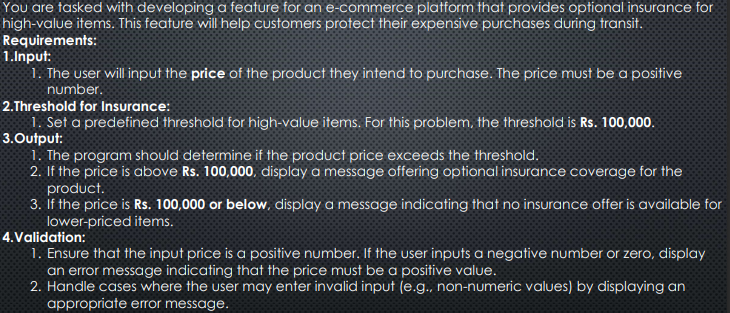 You are tasked with developing a feature for an e-commerce platform that provides optional insurance for
high-value items. This feature will help customers protect their expensive purchases during transit.
Requirements:
1.Input:
1. The user will input the price of the product they intend to purchase. The price must be a positive
number.
2.Threshold for Insurance:
1. Set a predefined threshold for high-value items. For this problem, the threshold is Rs. 100,000.
3.Output:
1. The program should determine if the product price exceeds the threshold.
2. If the price is above Rs. 100,000, display a message offering optional insurance coverage for the
product.
3. If the price is Rs. 100,000 or below, display a message indicating that no insurance offer is available for
lower-priced items.
4.Validation:
1. Ensure that the input price is a positive number. If the user inputs a negative number or zero, display
an error message indicating that the price must be a positive value.
2. Handle cases where the user may enter invalid input (e.g., non-numeric values) by displaying an
appropriate error message.